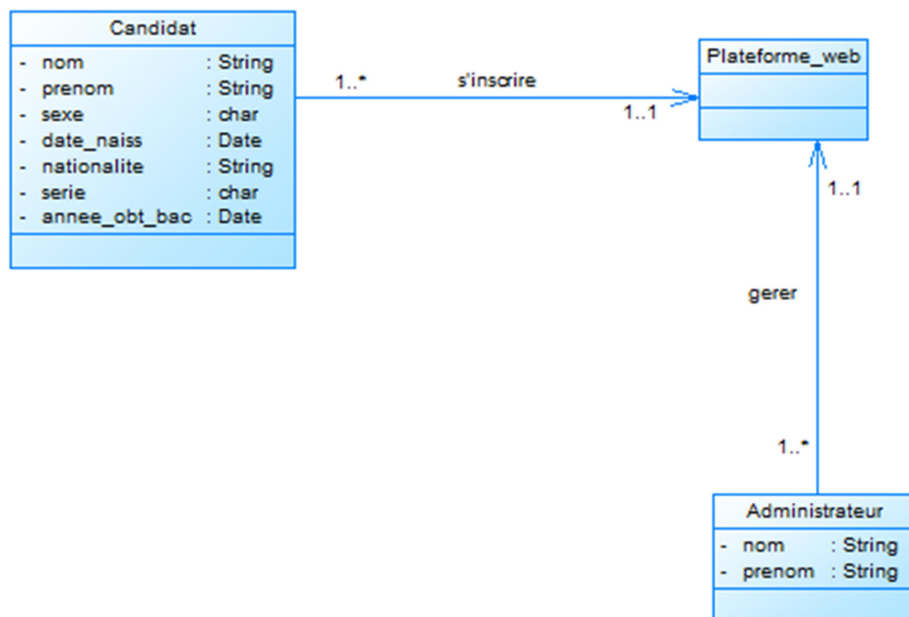 Candidat
- nom : String
- prenom : String
- sexe : char
- date_naiss : Date
- nationalite : String
- serie : char
- annee_obt_bac : Date
1..* s'inscrire 1..1
Plateforme_web
1..1
gerer
1..*
Administrateur
- nom : String
- prenom : String